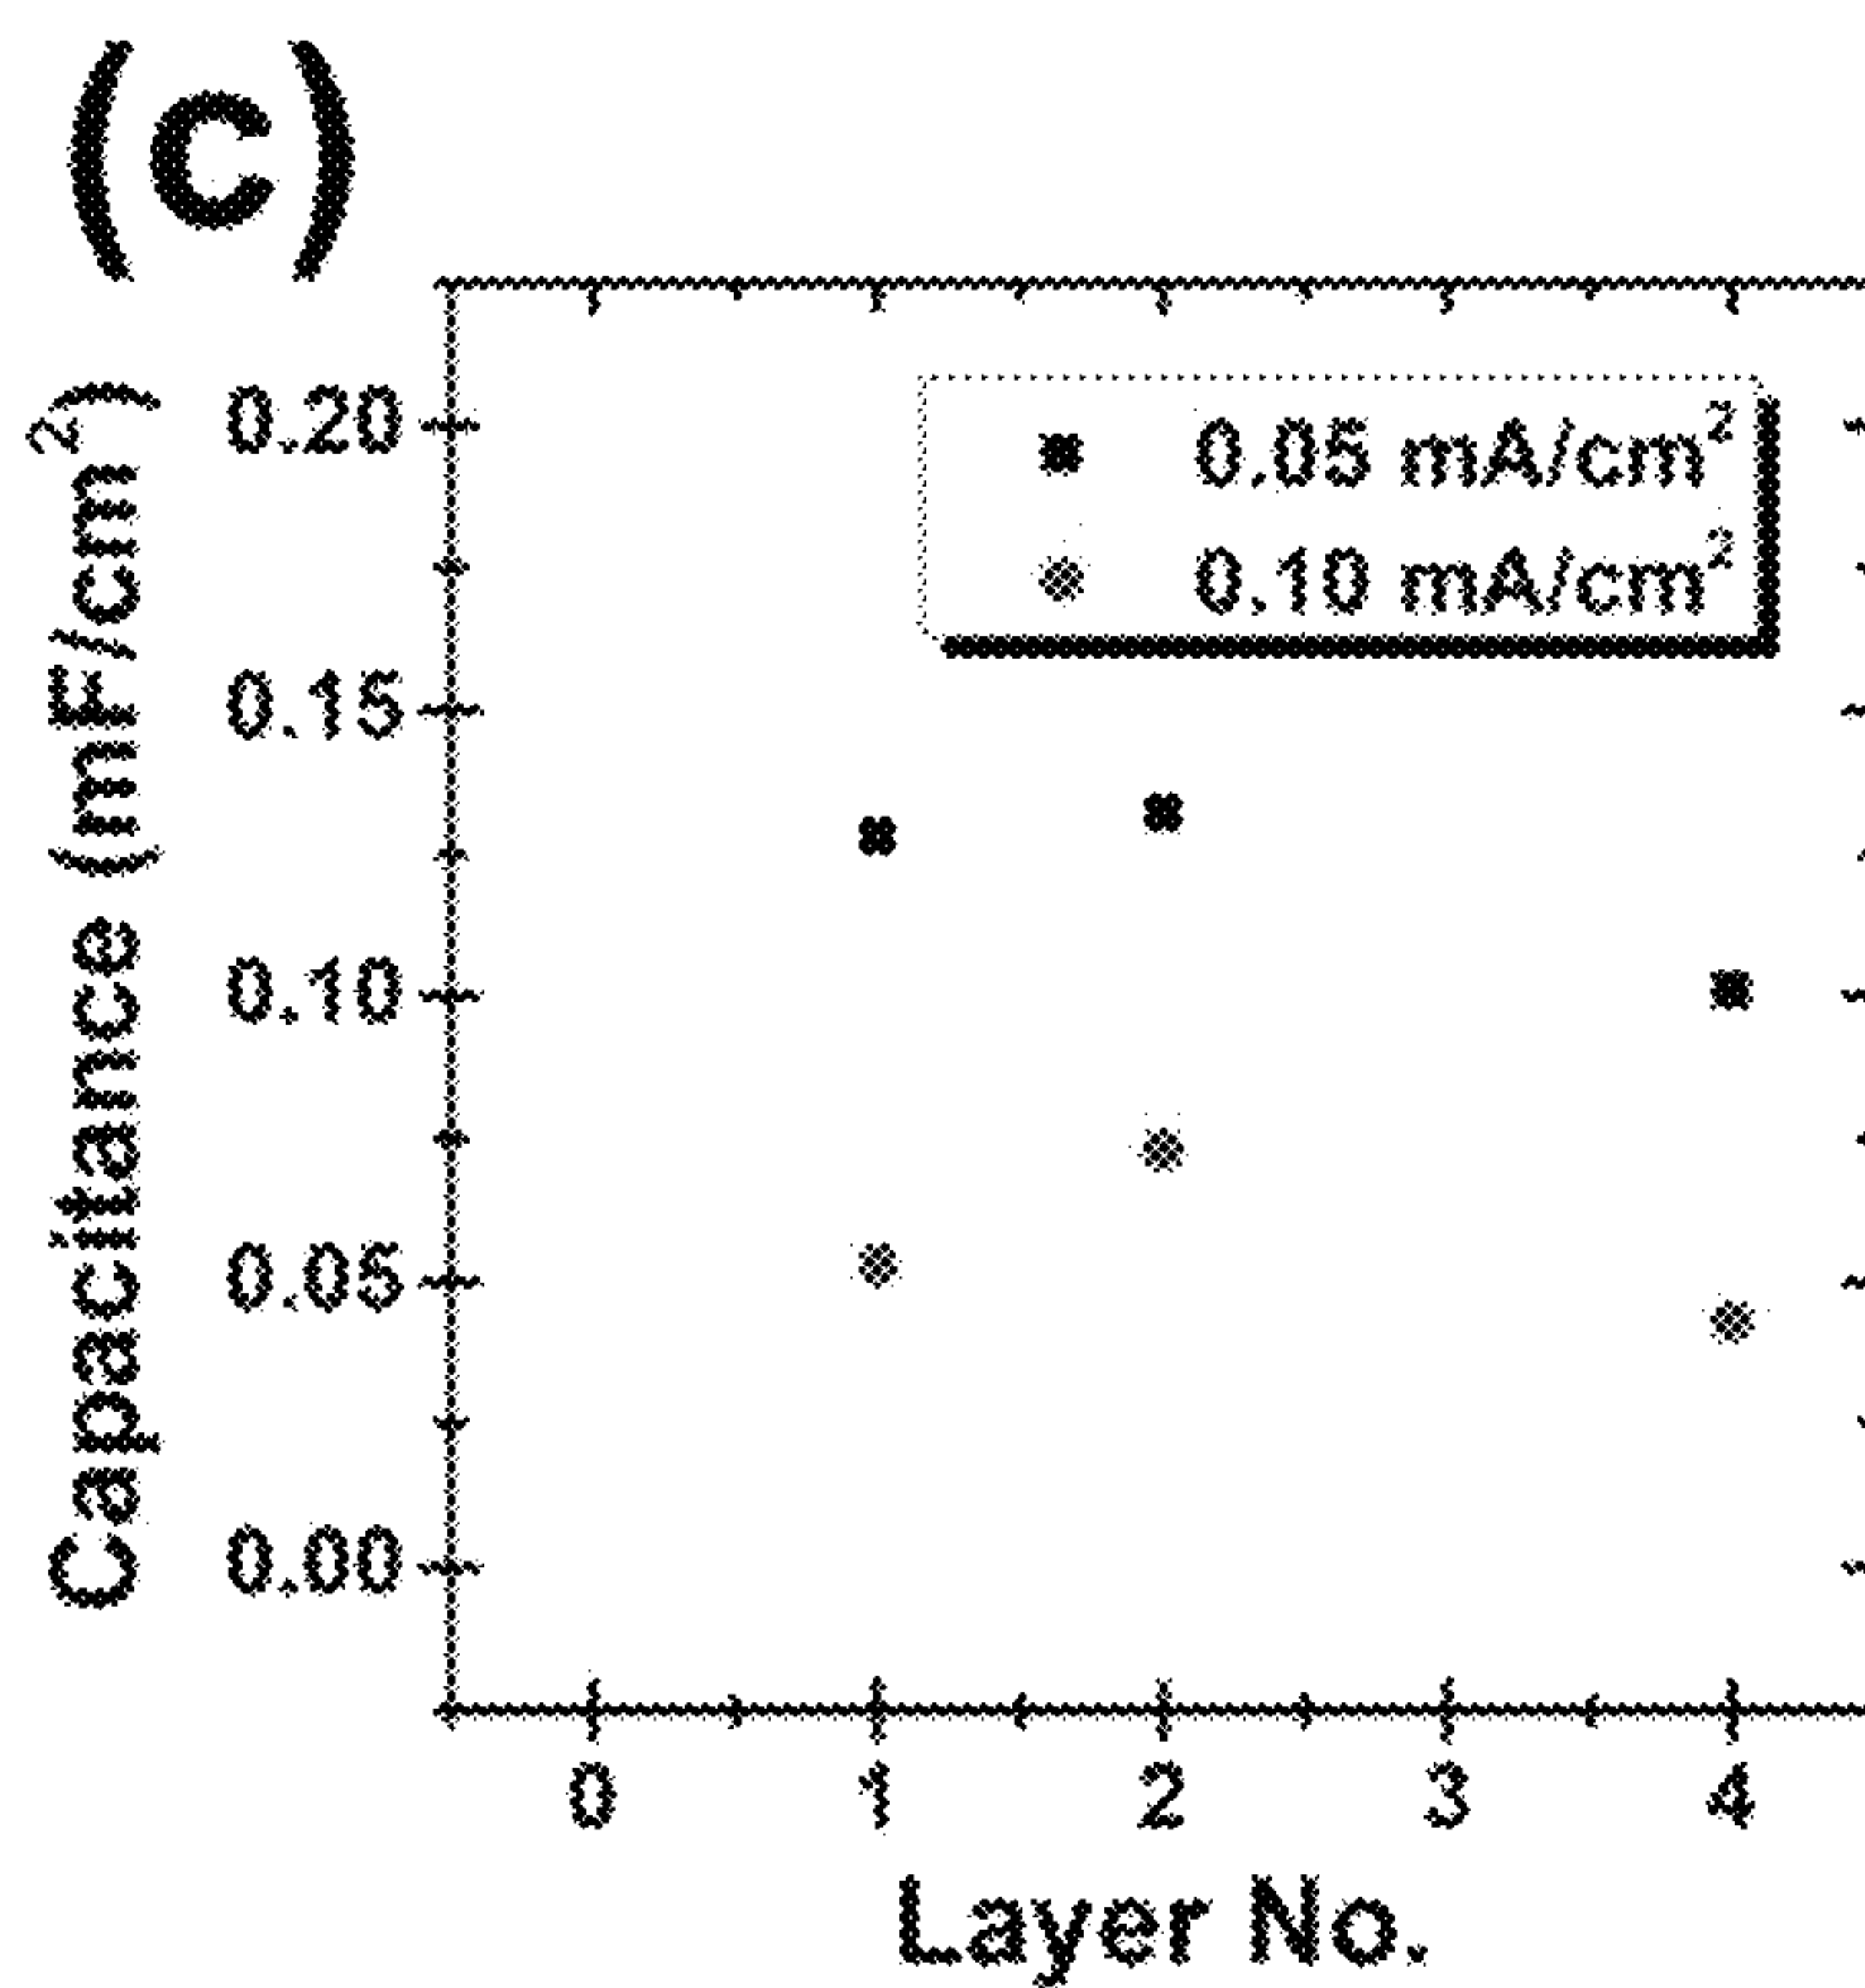 (c)
Capacitance (mF/cm²)
0.20
0.15
0.10
0.05
0.00
0.05 mA/cm²
0.10 mA/cm²
0 1 2 3 4
Layer No.